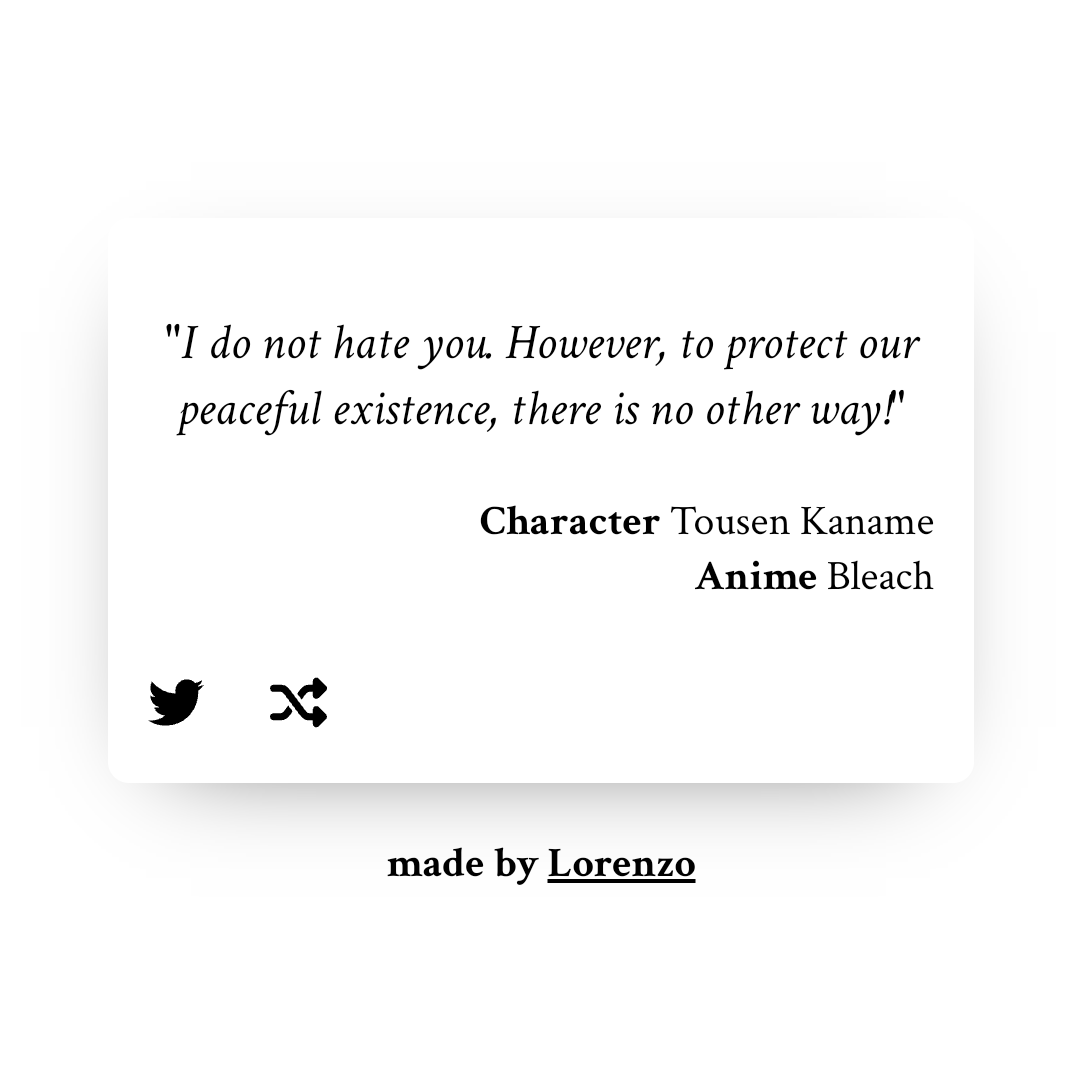 "I do not hate you. However, to protect our
peaceful existence, there is no other way!"
Character Tousen Kaname
Anime Bleach
made by Lorenzo